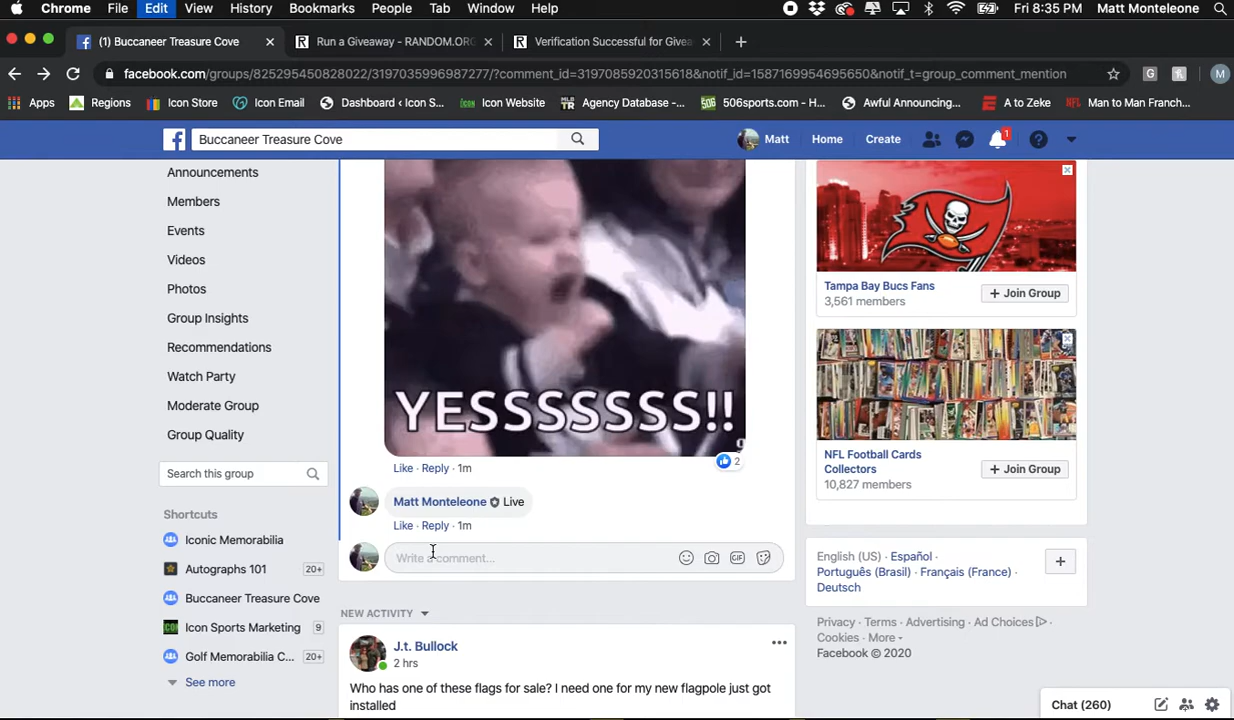 Chrome File Edit View History Bookmarks People Tab Window Help Fri 8:35 PM Matt Monteleone
(1) Buccaneer Treasure Cove
Run a Giveaway - RANDOM.ORG
Verification Successful for Givea
facebook.com/groups/825295450828022/3197035996987277/?comment_id=3197085920315618&notif_id=1587169954695650&notif_t=group_comment_mention
Apps Regions Icon Store Icon Email Dashboard ‹ Icon S... Icon Website Agency Database -... 506sports.com - H... Awful Announcing... A to Zeke Man to Man Franch...
Buccaneer Treasure Cove
Matt Home Create 1
Announcements
Members
Events
Videos
Photos
Group Insights
Recommendations
Watch Party
Moderate Group
Group Quality
Search this group
Shortcuts
Iconic Memorabilia
Autographs 101 20+
Buccaneer Treasure Cove
Icon Sports Marketing 9
Golf Memorabilia C... 20+
See more
YESSSSSSS!!
Like · Reply · 1m
2
Matt Monteleone Live
Like · Reply · 1m
Write a comment...
GIF
NEW ACTIVITY
J.t. Bullock
2 hrs
Who has one of these flags for sale? I need one for my new flagpole just got
installed
Tampa Bay Bucs Fans
3,561 members
+ Join Group
NFL Football Cards
Collectors
10,827 members
+ Join Group
English (US) · Español ·
Português (Brasil) · Français (France) ·
Deutsch
Privacy · Terms · Advertising · Ad Choices ·
Cookies · More
Facebook © 2020
Chat (260)